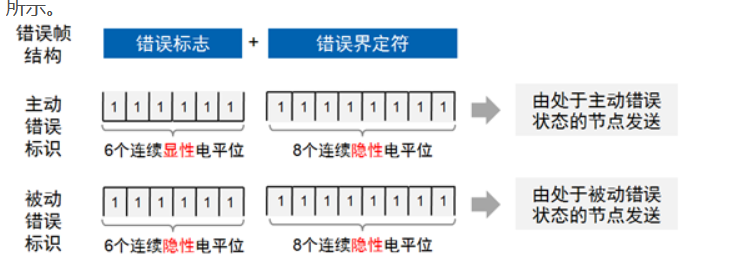 所示。
错误帧
结构
错误标志 + 错误界定符
主动
错误
标识
1 1 1 1 1 1
1 1 1 1 1 1 1 1
6个连续显性电平位
8个连续隐性电平位
由处于主动错误
状态的节点发送
被动
错误
标识
1 1 1 1 1 1
1 1 1 1 1 1 1 1
6个连续隐性电平位
8个连续隐性电平位
由处于被动错误
状态的节点发送